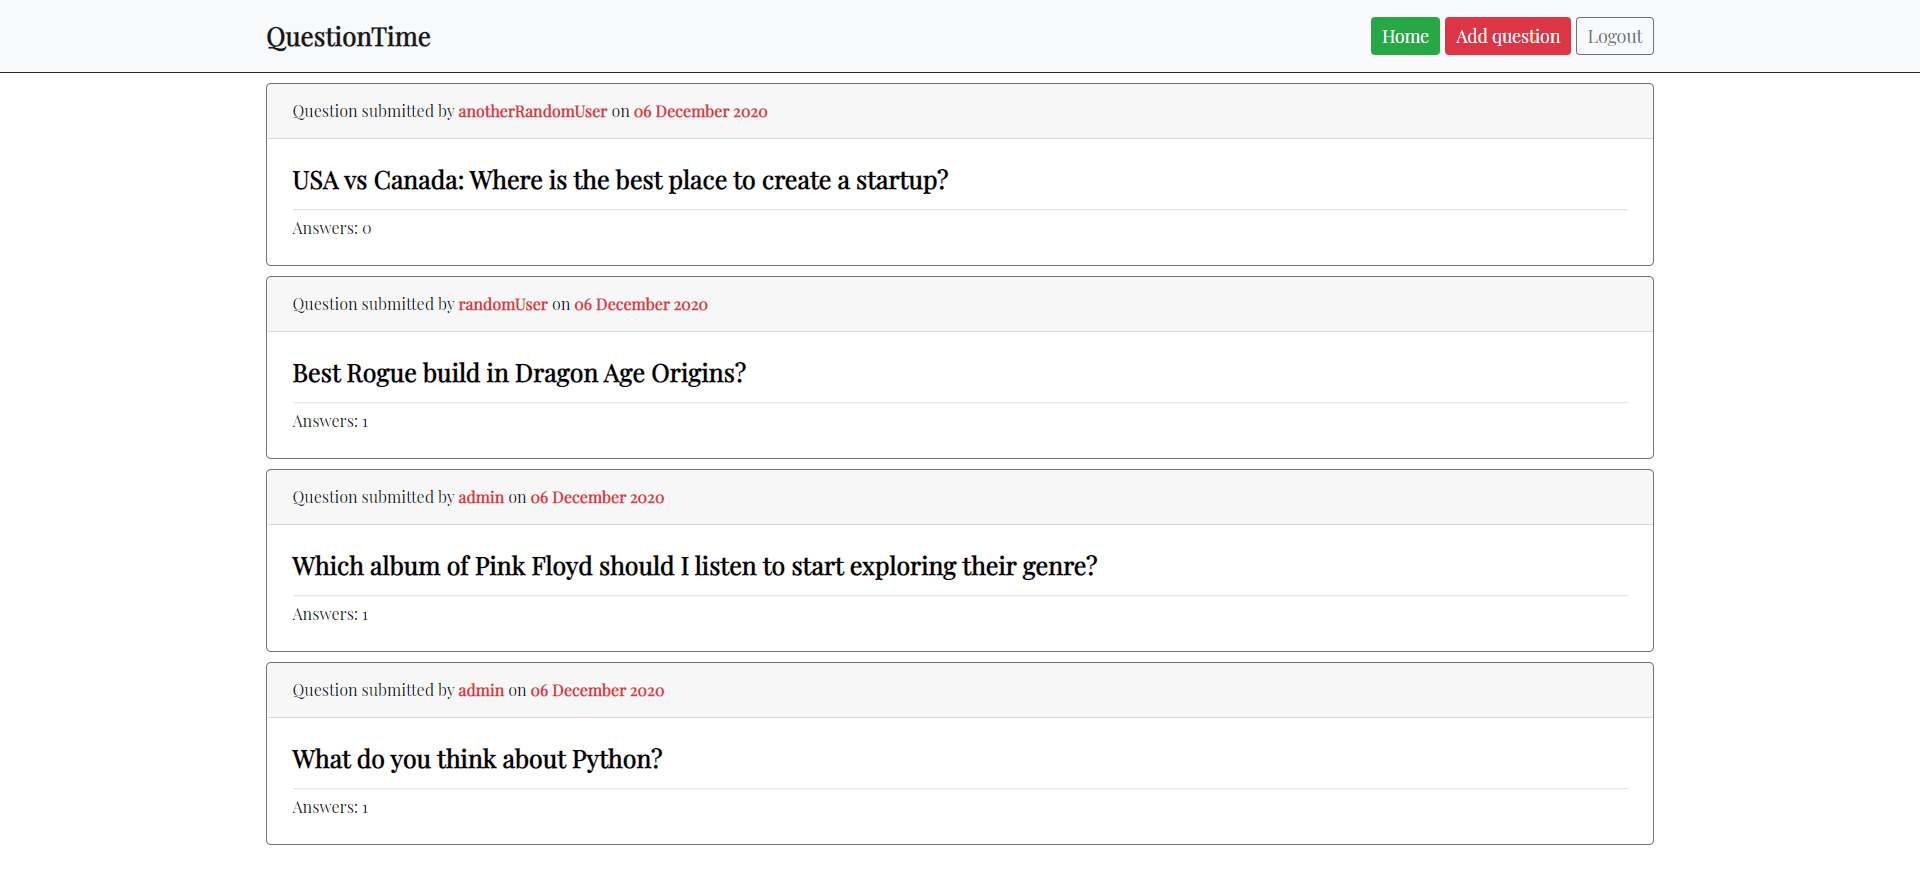 QuestionTime
Home Add question Logout
Question submitted by anotherRandomUser on 06 December 2020
USA vs Canada: Where is the best place to create a startup?
Answers: 0
Question submitted by randomUser on 06 December 2020
Best Rogue build in Dragon Age Origins?
Answers: 1
Question submitted by admin on 06 December 2020
Which album of Pink Floyd should I listen to start exploring their genre?
Answers: 1
Question submitted by admin on 06 December 2020
What do you think about Python?
Answers: 1